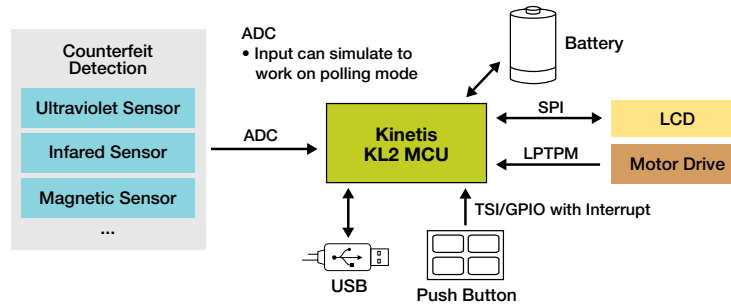 Counterfeit
Detection
Ultraviolet Sensor
Infared Sensor
Magnetic Sensor
...
ADC
• Input can simulate to
work on polling mode
Battery
ADC
Kinetis
KL2 MCU
SPI
LCD
LPTPM
Motor Drive
TSI/GPIO with Interrupt
USB
Push Button